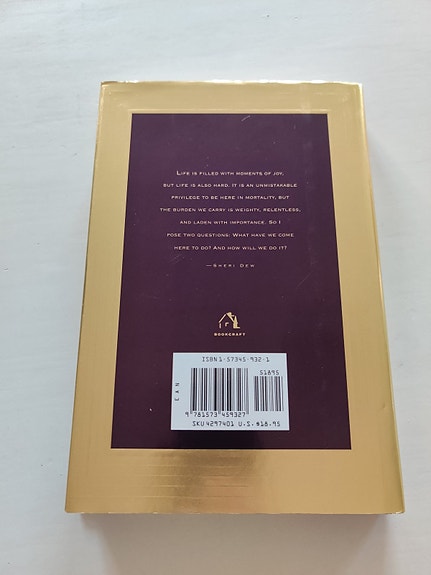 LIFE IS FILLED WITH MOMENTS OF JOY,
BUT LIFE IS ALSO HARD. IT IS AN UNMISTAKABLE
PRIVILEGE TO BE HERE IN MORTALITY, BUT
THE BURDEN WE CARRY IS WEIGHTY, RELENTLESS,
AND LADEN WITH IMPORTANCE. SO I
POSE TWO QUESTIONS: WHAT HAVE WE COME
HERE TO DO? AND HOW WILL WE DO IT?
—SHERI DEW
BOOKCRAFT
ISBN 1-57345-932-1
51895
EAN
9 781573 459327
SKU 4297401 U.S. $18.95